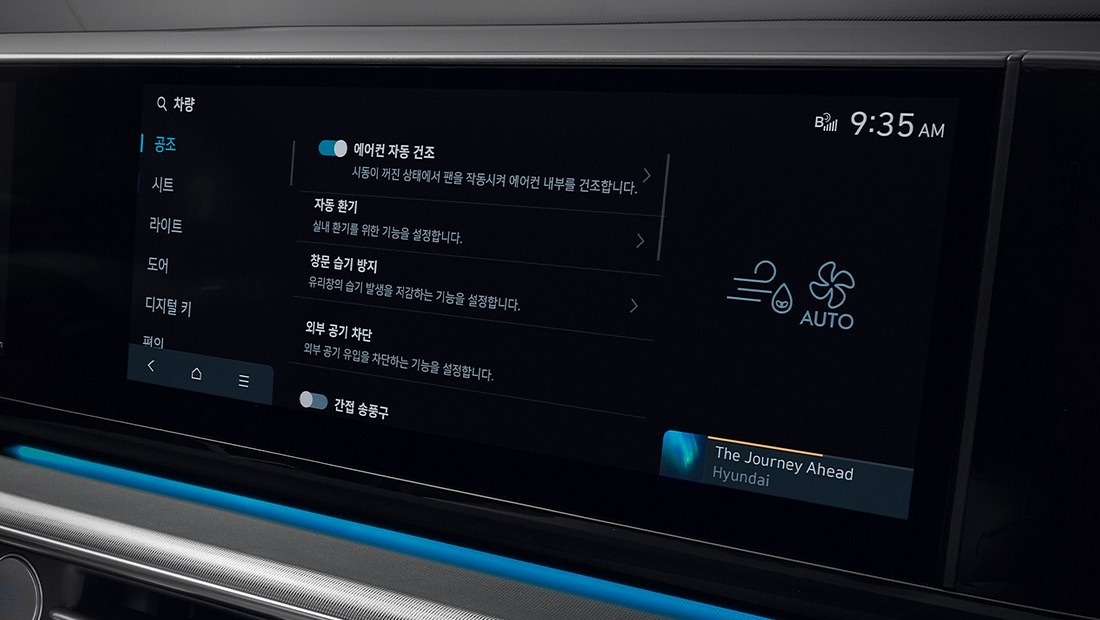 차량
9:35 AM
공조
시트
라이트
도어
디지털 키
편의
에어컨 자동 건조
시동이 꺼진 상태에서 팬을 작동시켜 에어컨 내부를 건조합니다.
자동 환기
실내 환기를 위한 기능을 설정합니다.
창문 습기 방지
유리창의 습기 발생을 저감하는 기능을 설정합니다.
외부 공기 차단
외부 공기 유입을 차단하는 기능을 설정합니다.
간접 송풍구
AUTO
The Journey Ahead
Hyundai